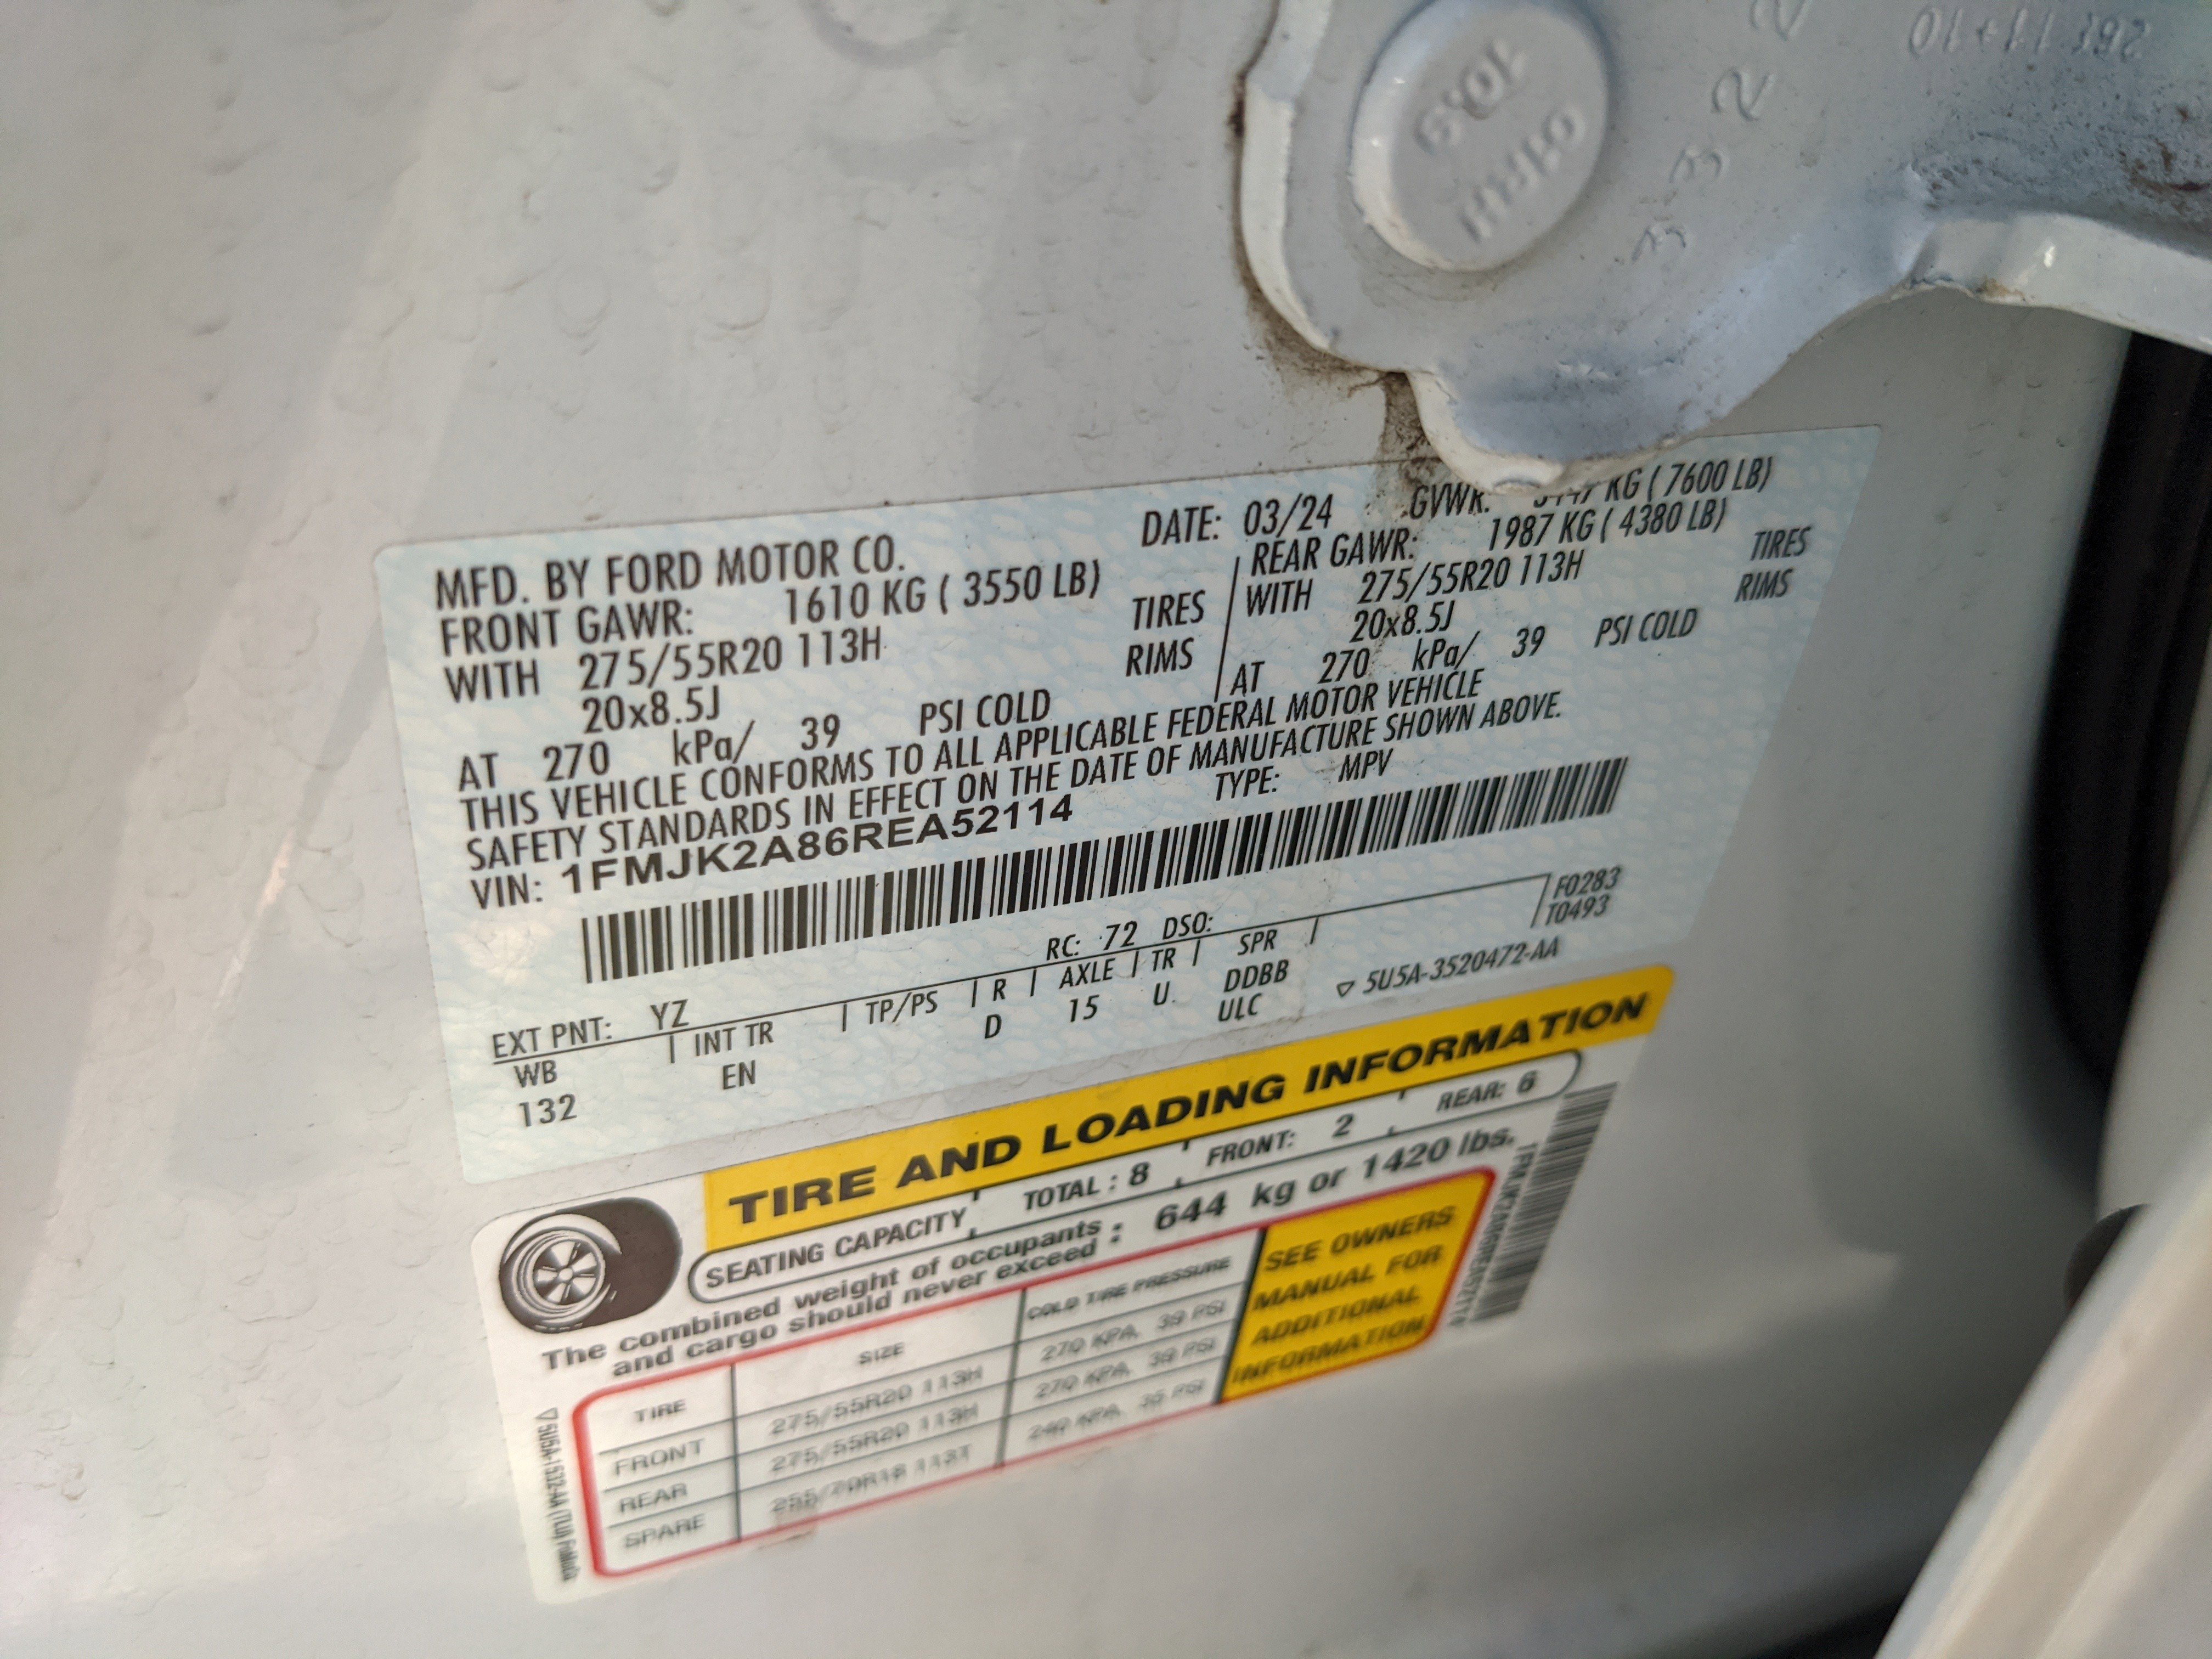 10.9
3322
MFD. BY FORD MOTOR CO.
DATE: 03/24 GVWR: KG ( 7600 LB)
FRONT GAWR: 1610 KG ( 3550 LB)
REAR GAWR: 1987 KG ( 4380 LB)
WITH 275/55R20 113H TIRES
WITH 275/55R20 113H TIRES
20x8.5J RIMS
20x8.5J RIMS
AT 270 kPa/ 39 PSI COLD
AT 270 kPa/ 39 PSI COLD
THIS VEHICLE CONFORMS TO ALL APPLICABLE FEDERAL MOTOR VEHICLE
SAFETY STANDARDS IN EFFECT ON THE DATE OF MANUFACTURE SHOWN ABOVE.
VIN: 1FMJK2A86REA52114
TYPE: MPV
F0283
T0493
EXT PNT: YZ RC: 72 DSO:
WB | INT TR | TP/PS | R | AXLE | TR | SPR |
132 EN D 15 U DDBB
ULC
5U5A-3520472-AA
TIRE AND LOADING INFORMATION
SEATING CAPACITY TOTAL : 8 FRONT: 2 REAR: 6
The combined weight of occupants
and cargo should never exceed : 644 kg or 1420 lbs.
TIRE SIZE COLD TIRE PRESSURE
FRONT 275/55R20 113H 270 KPA, 39 PSI
REAR 275/55R20 113H 270 KPA, 39 PSI
SPARE 255/70R18 113T 240 KPA, 35 PSI
SEE OWNERS
MANUAL FOR
ADDITIONAL
INFORMATION
1FMJK2A86REA52114